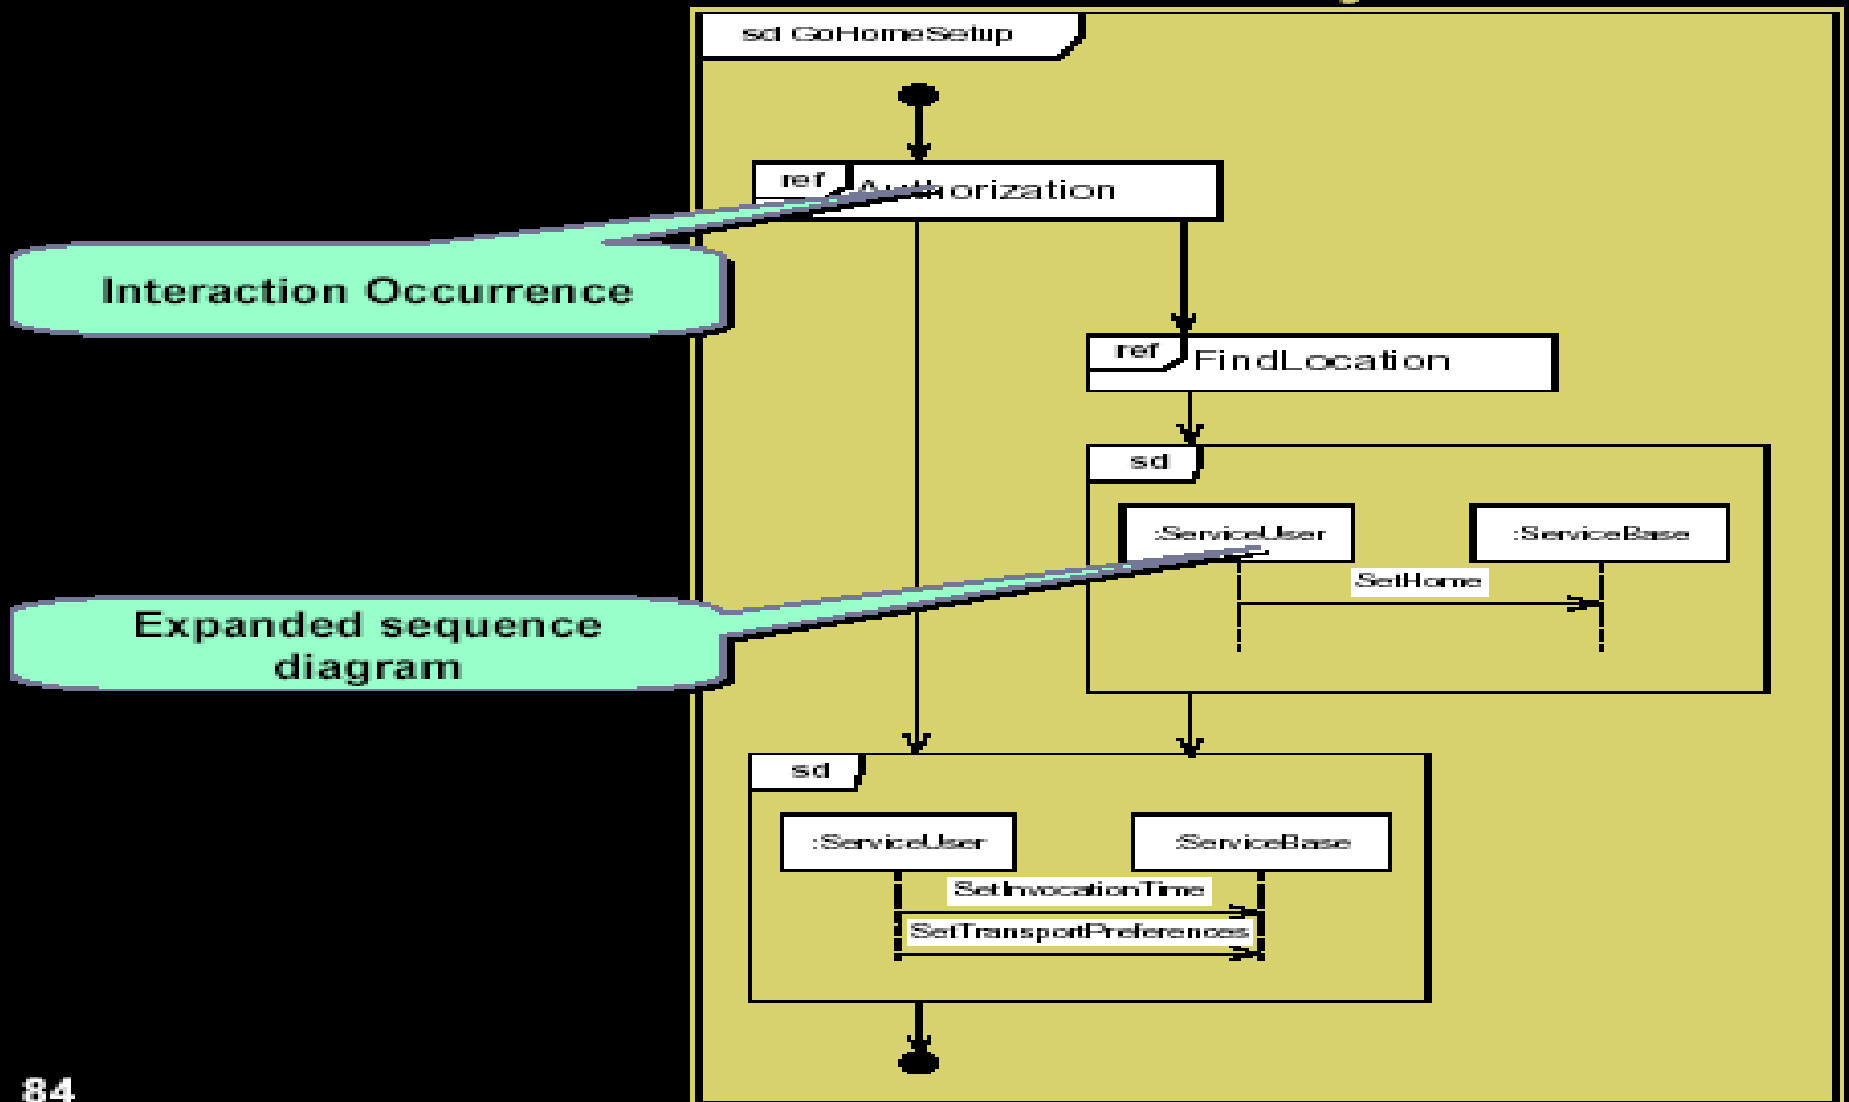 sd GoHomeSetup
ref
Authorization
Interaction Occurrence
ref
FindLocation
sd
:ServiceUser
:ServiceBase
SetHome
Expanded sequence
diagram
sd
:ServiceUser
:ServiceBase
SetInvocationTime
SetTransportPreferences
84